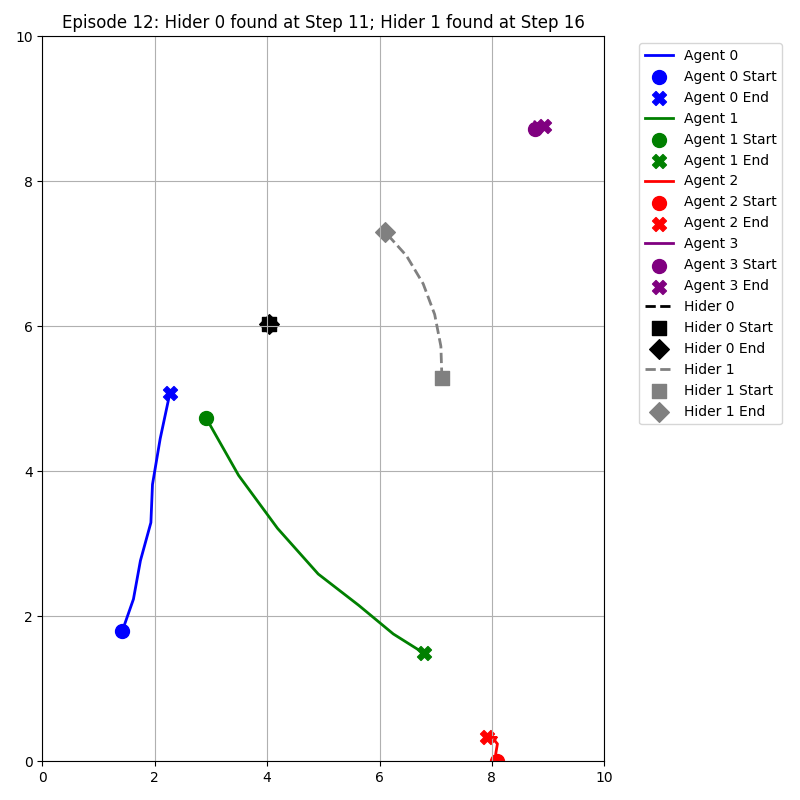 Episode 12: Hider 0 found at Step 11; Hider 1 found at Step 16
10
8
6
4
2
0
0 2 4 6 8 10
Agent 0
Agent 0 Start
Agent 0 End
Agent 1
Agent 1 Start
Agent 1 End
Agent 2
Agent 2 Start
Agent 2 End
Agent 3
Agent 3 Start
Agent 3 End
Hider 0
Hider 0 Start
Hider 0 End
Hider 1
Hider 1 Start
Hider 1 End